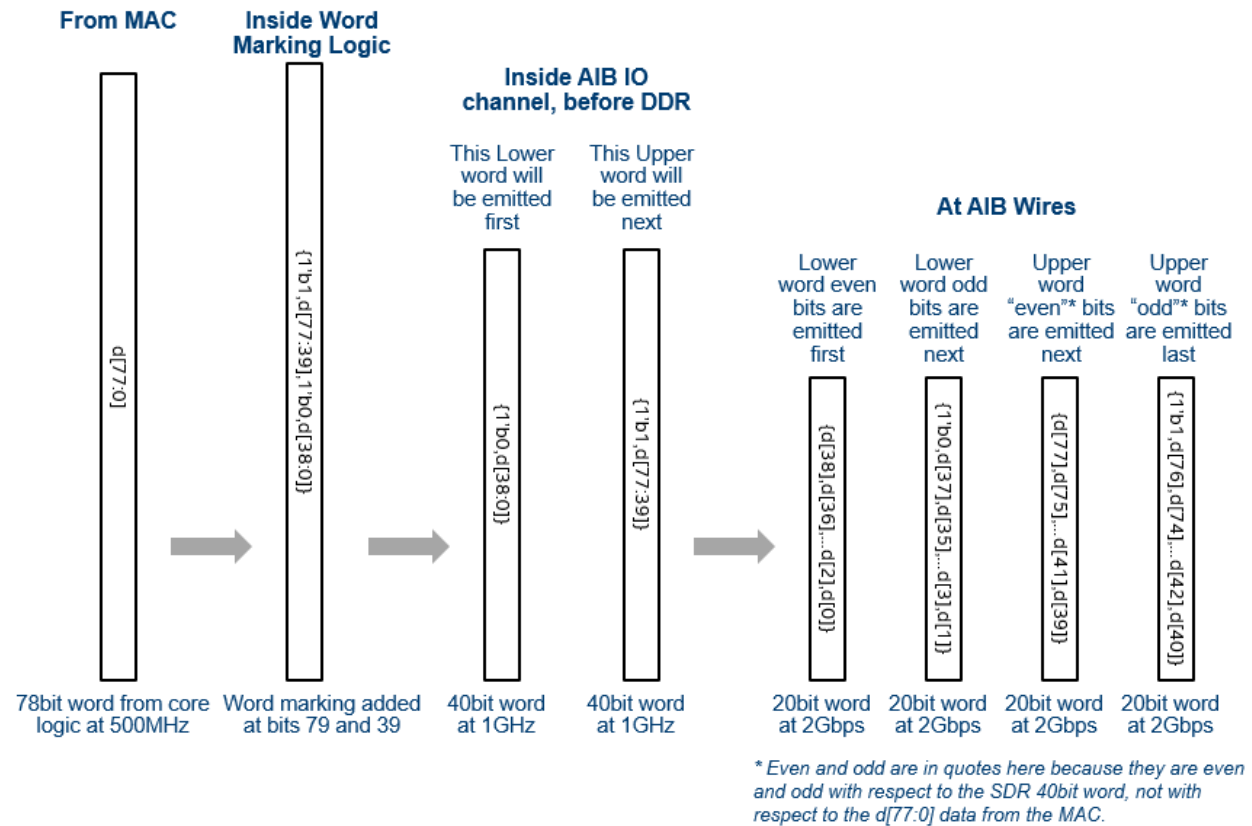 From MAC
Inside Word
Marking Logic
Inside AIB IO
channel, before DDR
This Lower
word will
be emitted
first
This Upper
word will
be emitted
next
At AIB Wires
Lower
word even
bits are
emitted
first
Lower
word odd
bits are
emitted
next
Upper
word
“even”* bits
are emitted
next
Upper
word
“odd”* bits
are emitted
last
d[77:0]
{1'b1,d[77:39],1'b0,d[38:0]}
{1'b0,d[38:0]}
{1'b1,d[77:39]}
{d[38],d[36],...d[2],d[0]}
{1'b0,d[37],d[35],...d[3],d[1]}
{d[77],d[75],...d[41],d[39]}
{1'b1,d[76],d[74],...d[42],d[40]}
78bit word from core
logic at 500MHz
Word marking added
at bits 79 and 39
40bit word
at 1GHz
40bit word
at 1GHz
20bit word
at 2Gbps
20bit word
at 2Gbps
20bit word
at 2Gbps
20bit word
at 2Gbps
* Even and odd are in quotes here because they are even
and odd with respect to the SDR 40bit word, not with
respect to the d[77:0] data from the MAC.